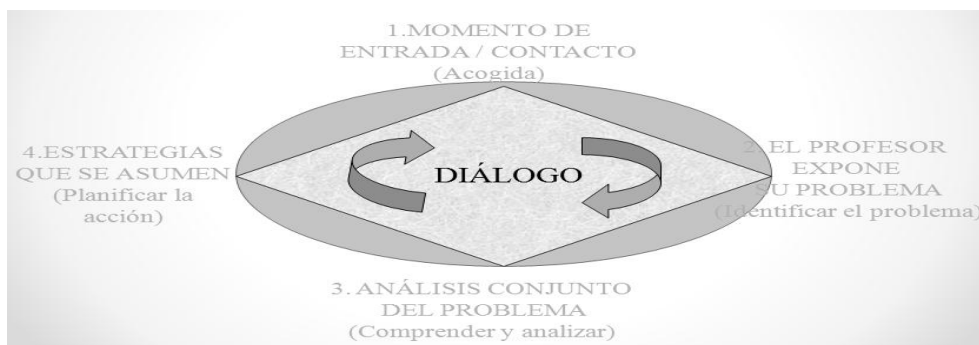 1.MOMENTO DE
ENTRADA / CONTACTO
(Acogida)
4.ESTRATEGIAS
QUE SE ASUMEN
(Planificar la
acción)
DIÁLOGO
2. EL PROFESOR
EXPONE
SU PROBLEMA
(Identificar el problema)
3. ANÁLISIS CONJUNTO
DEL PROBLEMA
(Comprender y analizar)